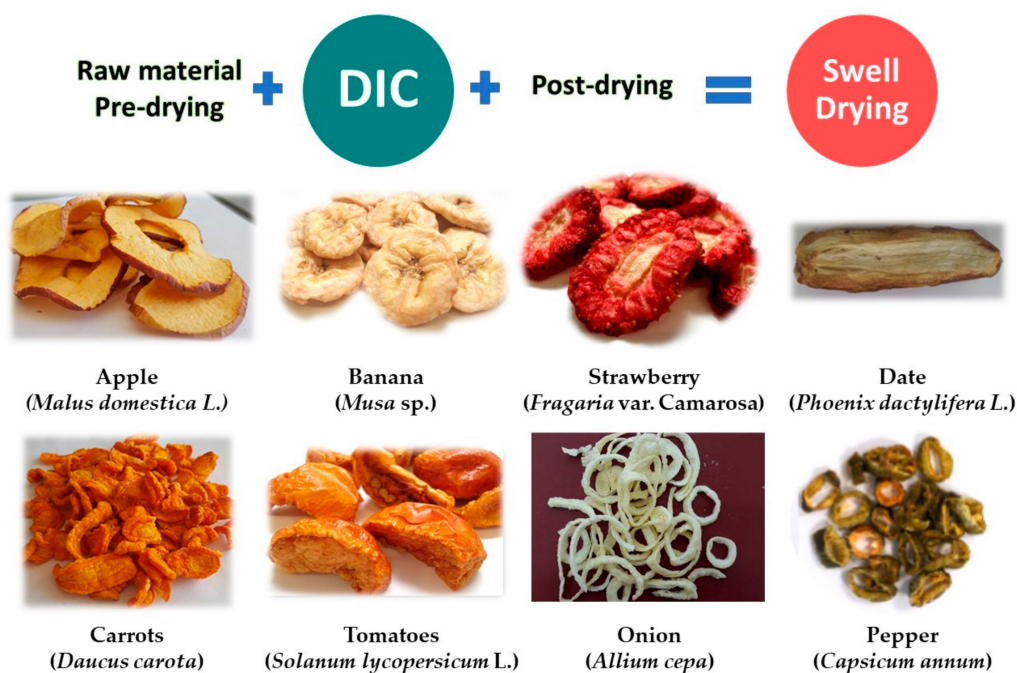 Raw material
Pre-drying
+
DIC
+
Post-drying
=
Swell
Drying
Apple
(Malus domestica L.)
Banana
(Musa sp.)
Strawberry
(Fragaria var. Camarosa)
Date
(Phoenix dactylifera L.)
Carrots
(Daucus carota)
Tomatoes
(Solanum lycopersicum L.)
Onion
(Allium cepa)
Pepper
(Capsicum annum)